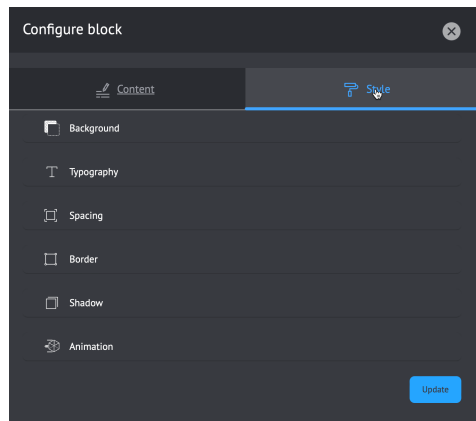 Configure block
Content
Style
Background
Typography
Spacing
Border
Shadow
Animation
Update